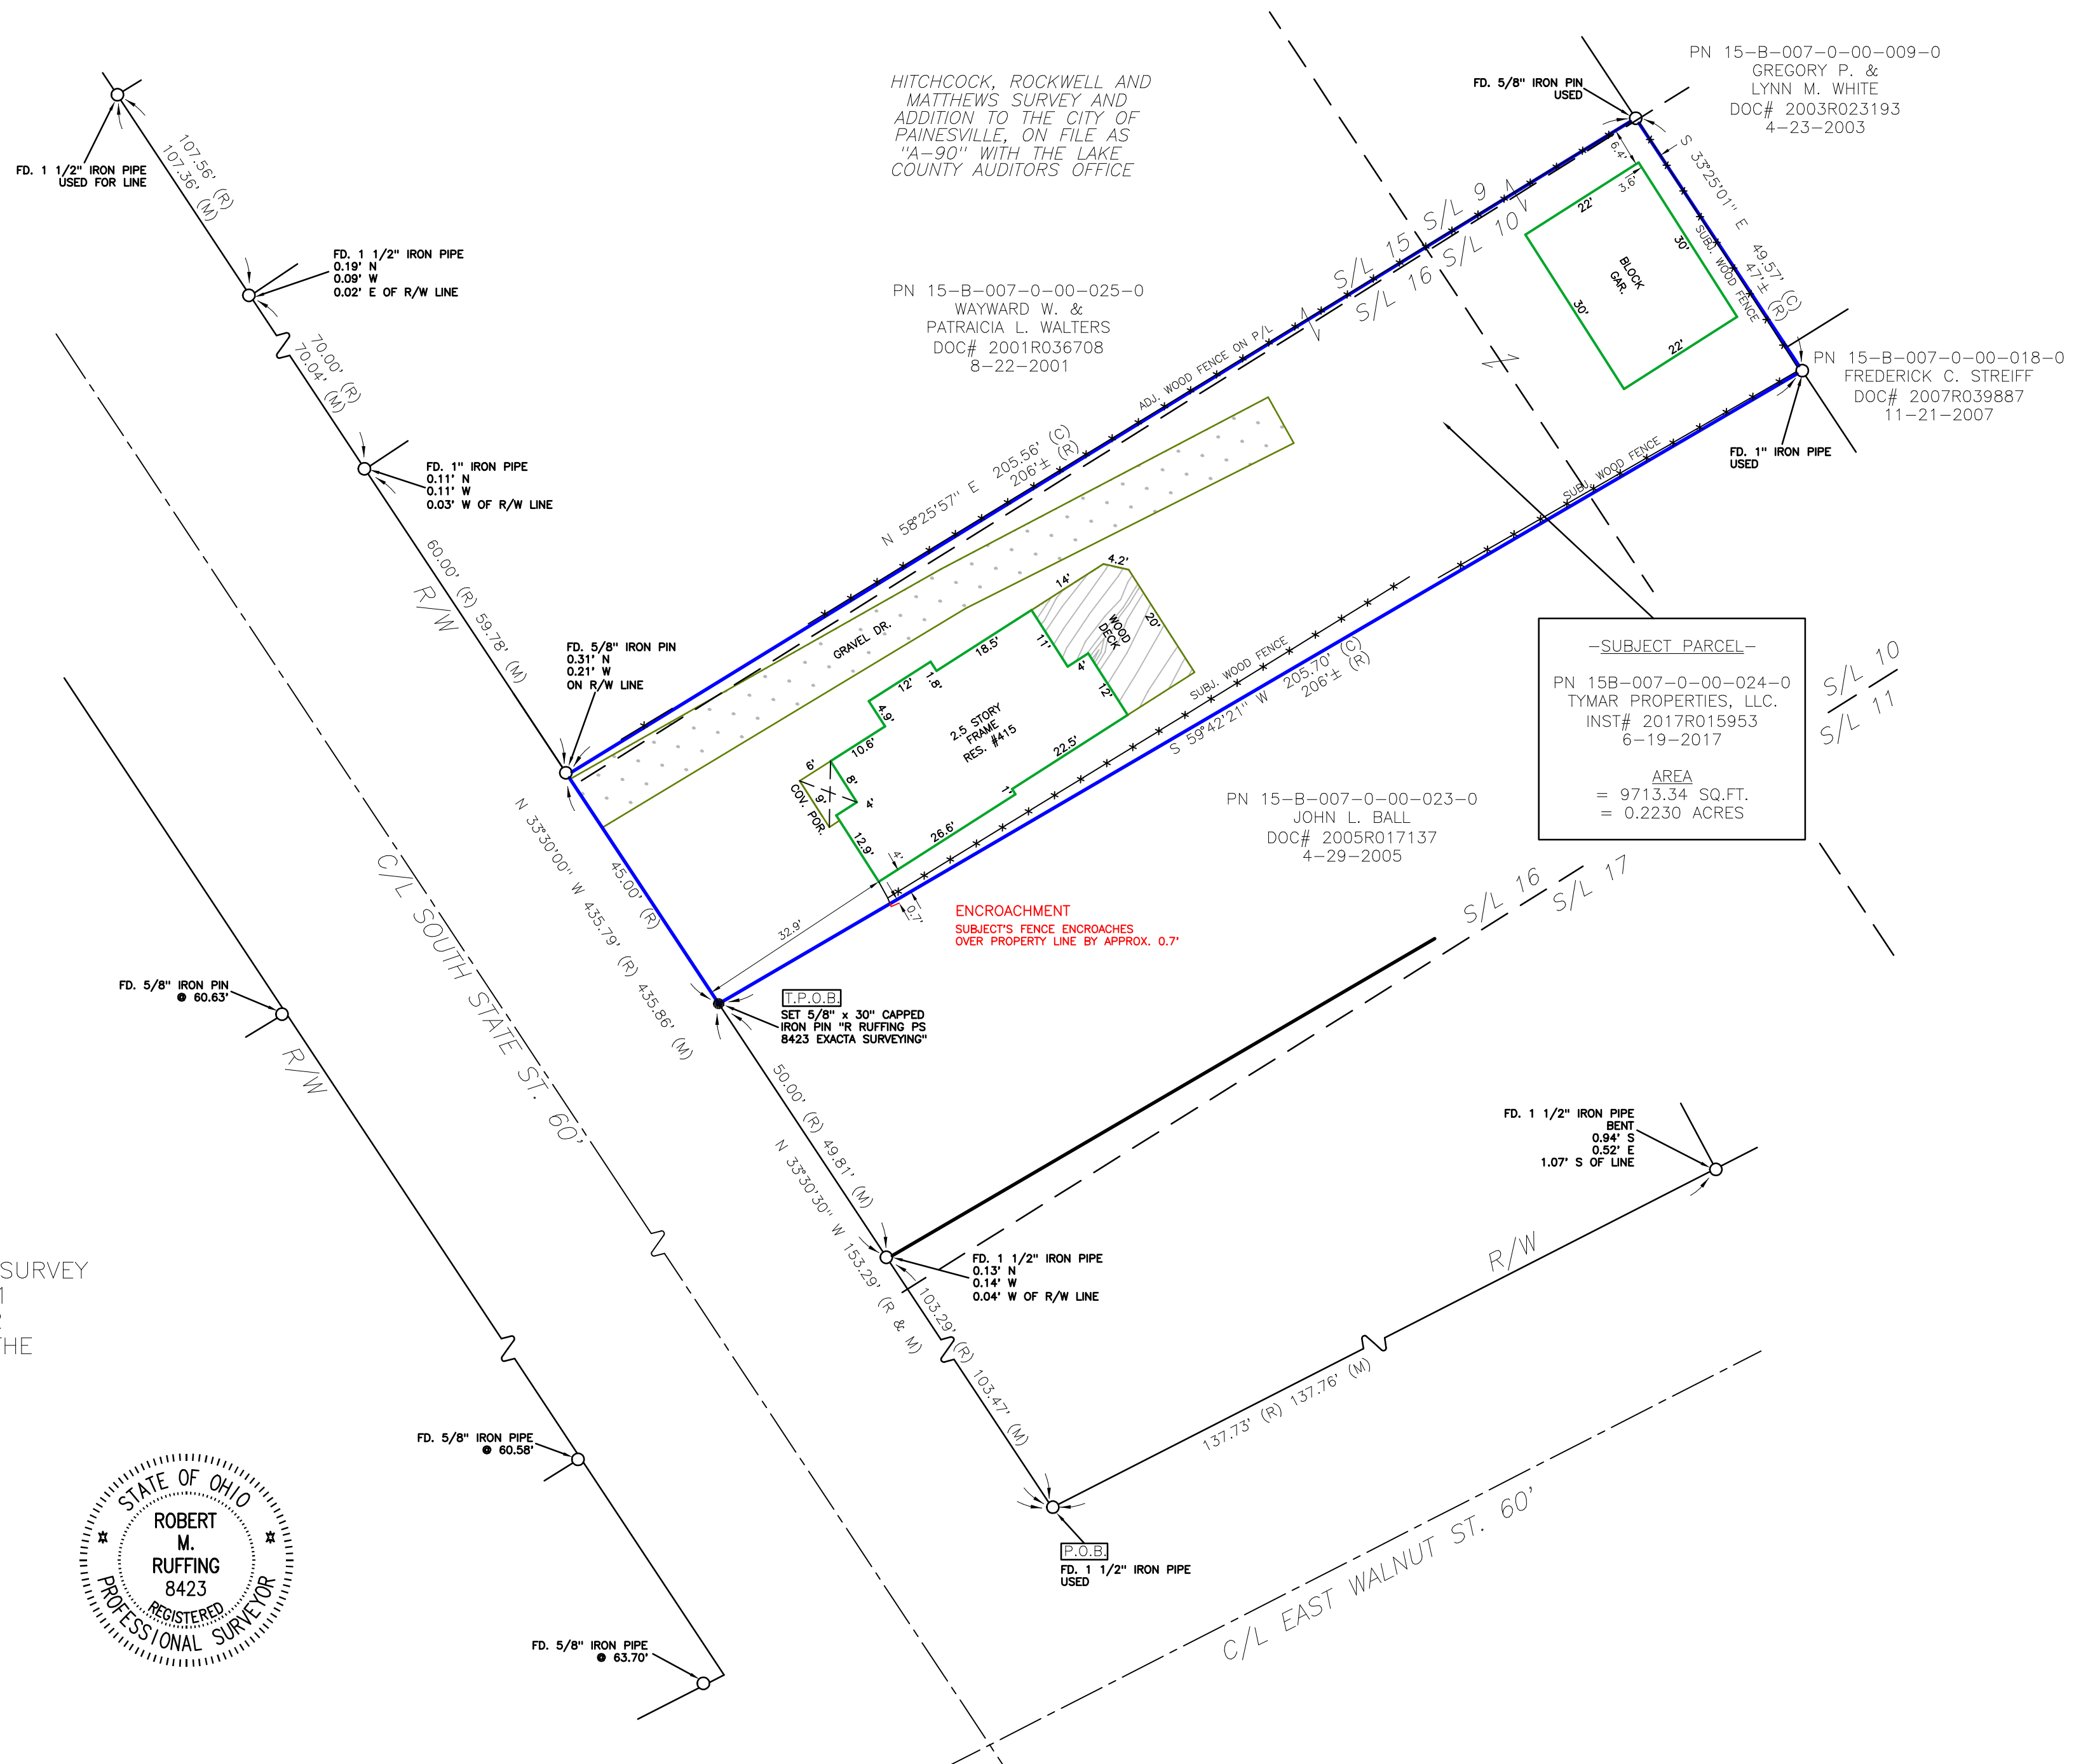 HITCHCOCK, ROCKWELL AND
MATTHEWS SURVEY AND
ADDITION TO THE CITY OF
PAINESVILLE, ON FILE AS
"A-90" WITH THE LAKE
COUNTY AUDITORS OFFICE
FD. 5/8" IRON PIN
USED
PN 15-B-007-0-00-009-0
GREGORY P. &
LYNN M. WHITE
DOC# 2003R023193
4-23-2003
FD. 1 1/2" IRON PIPE
USED FOR LINE
107.56' (R)
107.36' (M)
FD. 1 1/2" IRON PIPE
0.19' N
0.09' W
0.02' E OF R/W LINE
70.00' (R)
70.04' (M)
FD. 1" IRON PIPE
0.11' N
0.11' W
0.03' W OF R/W LINE
60.00' (R) 59.78' (M)
R/W
FD. 5/8" IRON PIN
0.31' N
0.21' W
ON R/W LINE
PN 15-B-007-0-00-025-0
WAYWARD W. &
PATRAICIA L. WALTERS
DOC# 2001R036708
8-22-2001
S/L 15 S/L 9
S/L 16 S/L 10
Z
6.4'
3.6'
22'
30'
BLOCK
GAR.
30'
22'
S 33°25'01" E 49.57' (C)
47'± (R)
SUBJ. WOOD FENCE
PN 15-B-007-0-00-018-0
FREDERICK C. STREIFF
DOC# 2007R039887
11-21-2007
FD. 1" IRON PIPE
USED
ADJ. WOOD FENCE ON P/L
N 58°25'57" E 205.56' (C)
206'± (R)
SUBJ. WOOD FENCE
GRAVEL DR.
14'
4.2'
WOOD
DECK
20'
11'
4'
12'
18.5'
1.8'
12'
4.9'
10.6'
2.5 STORY
FRAME
RES. #415
6'
8'
9'
4'
COV. POR.
12.9'
26.6'
1'
22.5'
4'
0.7'
32.9'
SUBJ. WOOD FENCE
S 59°42'21" W 205.70' (C)
206'± (R)
-SUBJECT PARCEL-
PN 15B-007-0-00-024-0
TYMAR PROPERTIES, LLC.
INST# 2017R015953
6-19-2017
AREA
= 9713.34 SQ.FT.
= 0.2230 ACRES
S/L 10
S/L 11
PN 15-B-007-0-00-023-0
JOHN L. BALL
DOC# 2005R017137
4-29-2005
S/L 16
S/L 17
ENCROACHMENT
SUBJECT'S FENCE ENCROACHES
OVER PROPERTY LINE BY APPROX. 0.7'
45.00' (R)
N 33°30'00" W 435.79' (R) 435.86' (M)
T.P.O.B.
SET 5/8" x 30" CAPPED
IRON PIN "R RUFFING PS
8423 EXACTA SURVEYING"
C/L SOUTH STATE ST. 60'
FD. 5/8" IRON PIN
@ 60.63'
R/W
50.00' (R) 49.81' (M)
N 33°30'30" W 153.29' (R & M)
FD. 1 1/2" IRON PIPE
0.13' N
0.14' W
0.04' W OF R/W LINE
103.29' (R) 103.47' (M)
FD. 1 1/2" IRON PIPE
BENT
0.94' S
0.52' E
1.07' S OF LINE
R/W
137.73' (R) 137.76' (M)
P.O.B.
FD. 1 1/2" IRON PIPE
USED
C/L EAST WALNUT ST. 60'
SURVEY
FD. 5/8" IRON PIPE
@ 60.58'
FD. 5/8" IRON PIPE
@ 63.70'
STATE OF OHIO
ROBERT
M.
RUFFING
8423
REGISTERED
PROFESSIONAL SURVEYOR